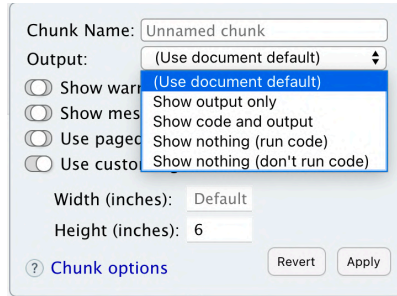 Chunk Name: Unnamed chunk
Output: (Use document default)
(Use document default)
Show warn
Show output only
Show mes
Show code and output
Use paged
Show nothing (run code)
Use custo
Show nothing (don't run code)
Width (inches): Default
Height (inches): 6
? Chunk options Revert Apply